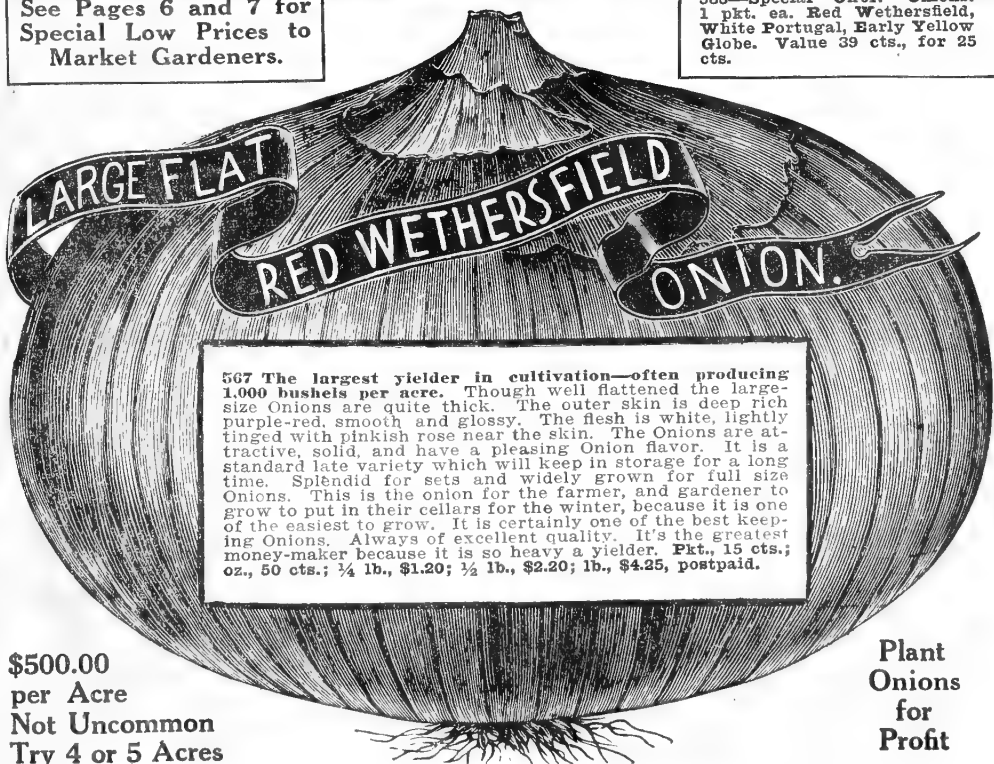 See Pages 6 and 7 for
Special Low Prices to
Market Gardeners.
1 pkt. ea. Red Wethersfield,
White Portugal, Early Yellow
Globe. Value 39 cts., for 25
cts.
LARGE FLAT
RED WETHERSFIELD
ONION.
567 The largest yielder in cultivation—often producing
1,000 bushels per acre. Though well flattened the large-
size Onions are quite thick. The outer skin is deep rich
purple-red, smooth and glossy. The flesh is white, lightly
tinged with pinkish rose near the skin. The Onions are at-
tractive, solid, and have a pleasing Onion flavor. It is a
standard late variety which will keep in storage for a long
time. Splendid for sets and widely grown for full size
Onions. This is the onion for the farmer, and gardener to
grow to put in their cellars for the winter, because it is one
of the easiest to grow. It is certainly one of the best keep-
ing Onions. Always of excellent quality. It's the greatest
money-maker because it is so heavy a yielder. Pkt., 15 cts.;
oz., 50 cts.; ¼ lb., $1.20; ½ lb., $2.20; lb., $4.25, postpaid.
$500.00
per Acre
Not Uncommon
Try 4 or 5 Acres
Plant
Onions
for
Profit